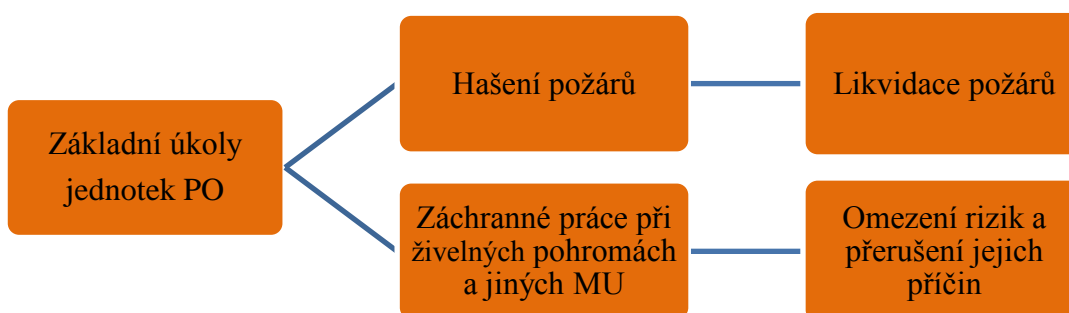 Základní úkoly
jednotek PO
Hašení požárů
Likvidace požárů
Záchranné práce při
živelných pohromách
a jiných MU
Omezení rizik a
přerušení jejich
příčin